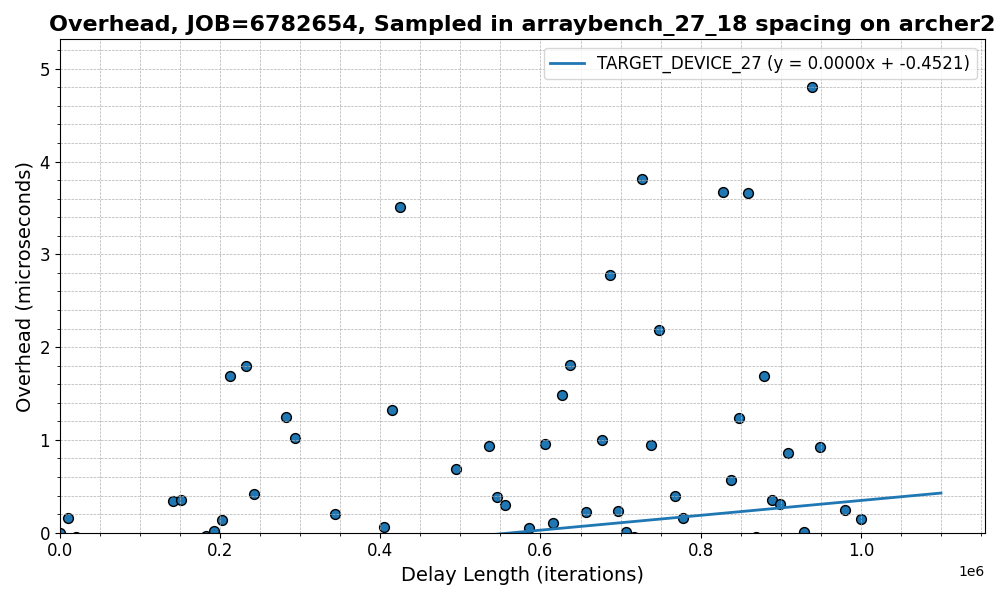 Overhead, JOB=6782654, Sampled in arraybench_27_18 spacing on archer2
TARGET_DEVICE_27 (y = 0.0000x + -0.4521)
Overhead (microseconds)
5
4
3
2
1
0
0.0 0.2 0.4 0.6 0.8 1.0
1e6
Delay Length (iterations)